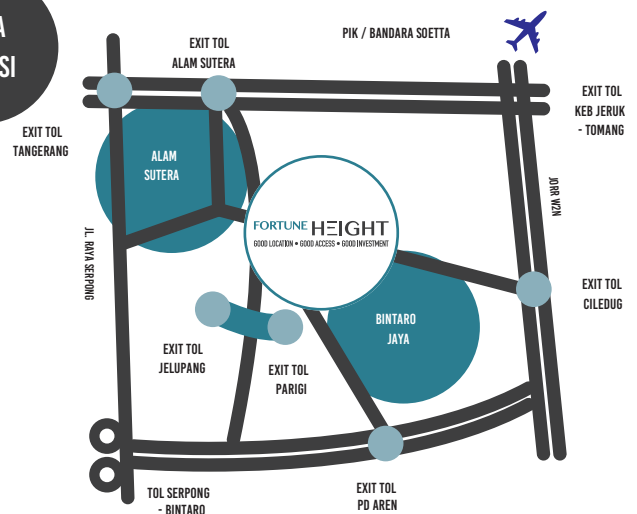 A
SI
PIK / BANDARA SOETTA
EXIT TOL
ALAM SUTERA
EXIT TOL
KEB JERUK
- TOMANG
EXIT TOL
TANGERANG
ALAM
SUTERA
JORR W2N
JL. RAYA SERPONG
FORTUNE HEIGHT
GOOD LOCATION • GOOD ACCESS • GOOD INVESTMENT
EXIT TOL
CILEDUG
BINTARO
JAYA
EXIT TOL
JELUPANG
EXIT TOL
PARIGI
TOL SERPONG
- BINTARO
EXIT TOL
PD AREN